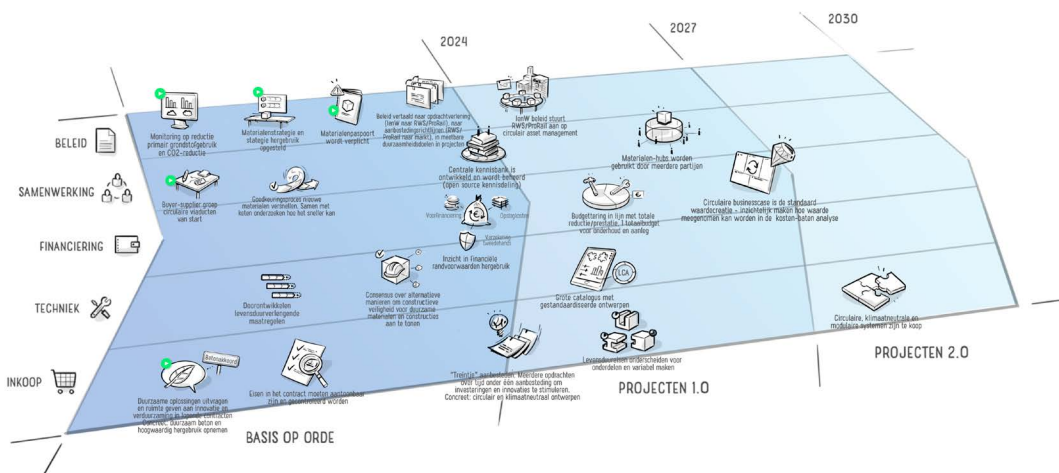 2024
2027
2030
BELEID
SAMENWERKING
FINANCIERING
TECHNIEK
INKOOP
Monitoring op reductie
primair grondstofgebruik
en CO2-reductie
Materialenstrategie en
stategie hergebruik
opgesteld
Materialenpaspoort
wordt verplicht
Beleid vertaald naar opdrachtverlening
(IenW naar RWS/ProRail), naar
aanbestedingsrichtlijnen (RWS/
ProRail naar markt), in meetbare
duurzaamheidsdoelen in projecten
IenW beleid stuurt
RWS/ProRail aan op
circulair asset management
Buyer-supplier groep
circulaire viaducten
van start
Goedkeuringsproces nieuwe
materialen versnellen. Samen met
keten onderzoeken hoe het sneller kan
Centrale kennisbank is
ontwikkeld en wordt beheerd
(open source kennisdeling)
Materialen-hubs worden
gebruikt door meerdere partijen
Circulaire businesscase is de standaard
waardecreatie - inzichtelijk maken hoe waarde
meegenomen kan worden in de kosten-baten analyse
Voorfinanciering
Opslagkosten
Verzekering
tweedehands
Inzicht in financiële
randvoorwaarden hergebruik
Budgettering in lijn met totale
reductie/prestatie, 1 totaalbudget
voor onderhoud en aanleg
Doorontwikkelen
levensduurverlengende
maatregelen
Consensus over alternatieve
manieren om constructieve
veiligheid voor duurzame
materialen en constructies
aan te tonen
LCA
Grote catalogus met
gestandaardiseerde ontwerpen
Circulaire, klimaatneutrale en
modulaire systemen zijn te koop
Betonakkoord
Duurzame oplossingen uitvragen
en ruimte geven aan innovatie en
verduurzaming in lopende contracten
Concreet: duurzaam beton en
hoogwaardig hergebruik opnemen
Eisen in het contract moeten aantoonbaar
zijn en gecontroleerd worden
"Treintje" aanbesteden. Meerdere opdrachten
over tijd onder één aanbesteding om
investeringen en innovaties te stimuleren.
Concreet: circulair en klimaatneutraal ontwerpen
Levensduureisen onderscheiden voor
onderdelen en variabel maken
BASIS OP ORDE
PROJECTEN 1.0
PROJECTEN 2.0